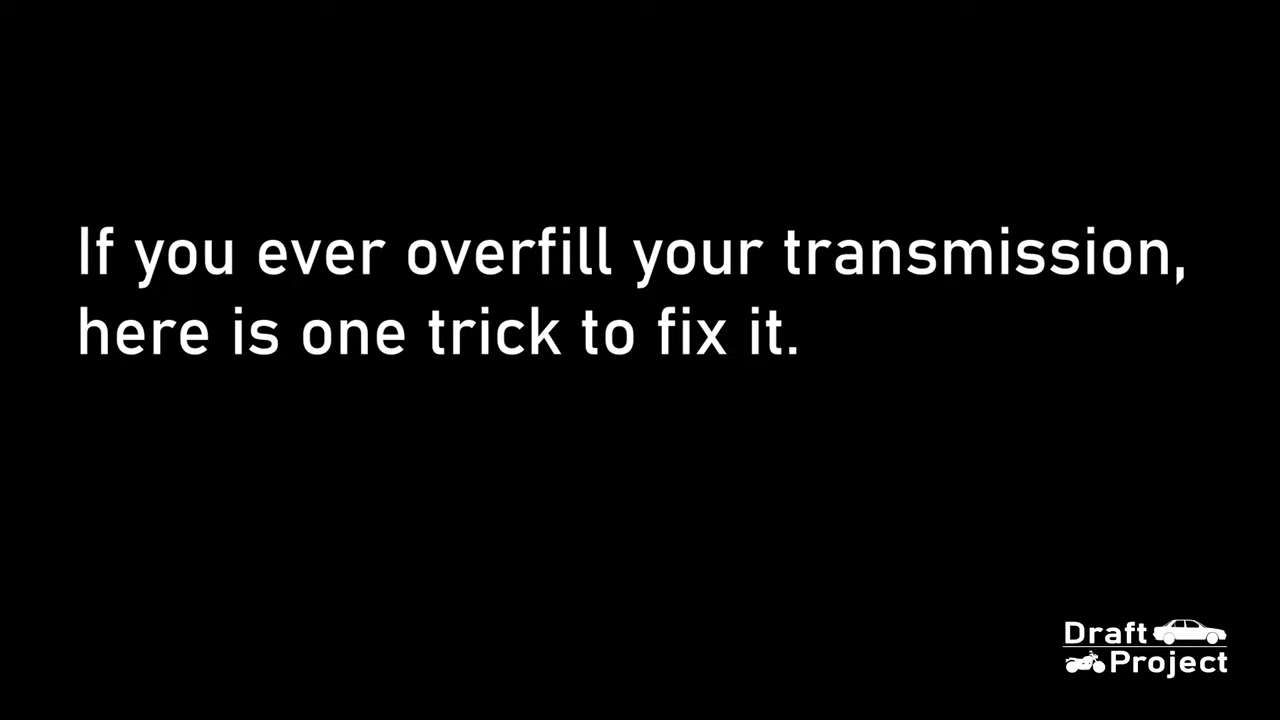 If you ever overfill your transmission,
here is one trick to fix it.
Draft
Project